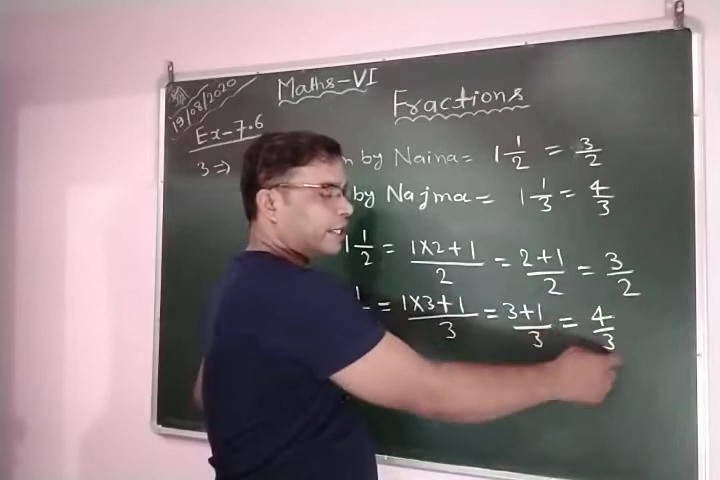 19/08/2020
Maths-VI
Fractions
Ex-7.6
3⇒ by Naina= 1 1/2 = 3/2
by Najma = 1 1/3 = 4/3
1 1/2 = 1×2+1/2 = 2+1/2 = 3/2
= 1×3+1/3 = 3+1/3 = 4/3